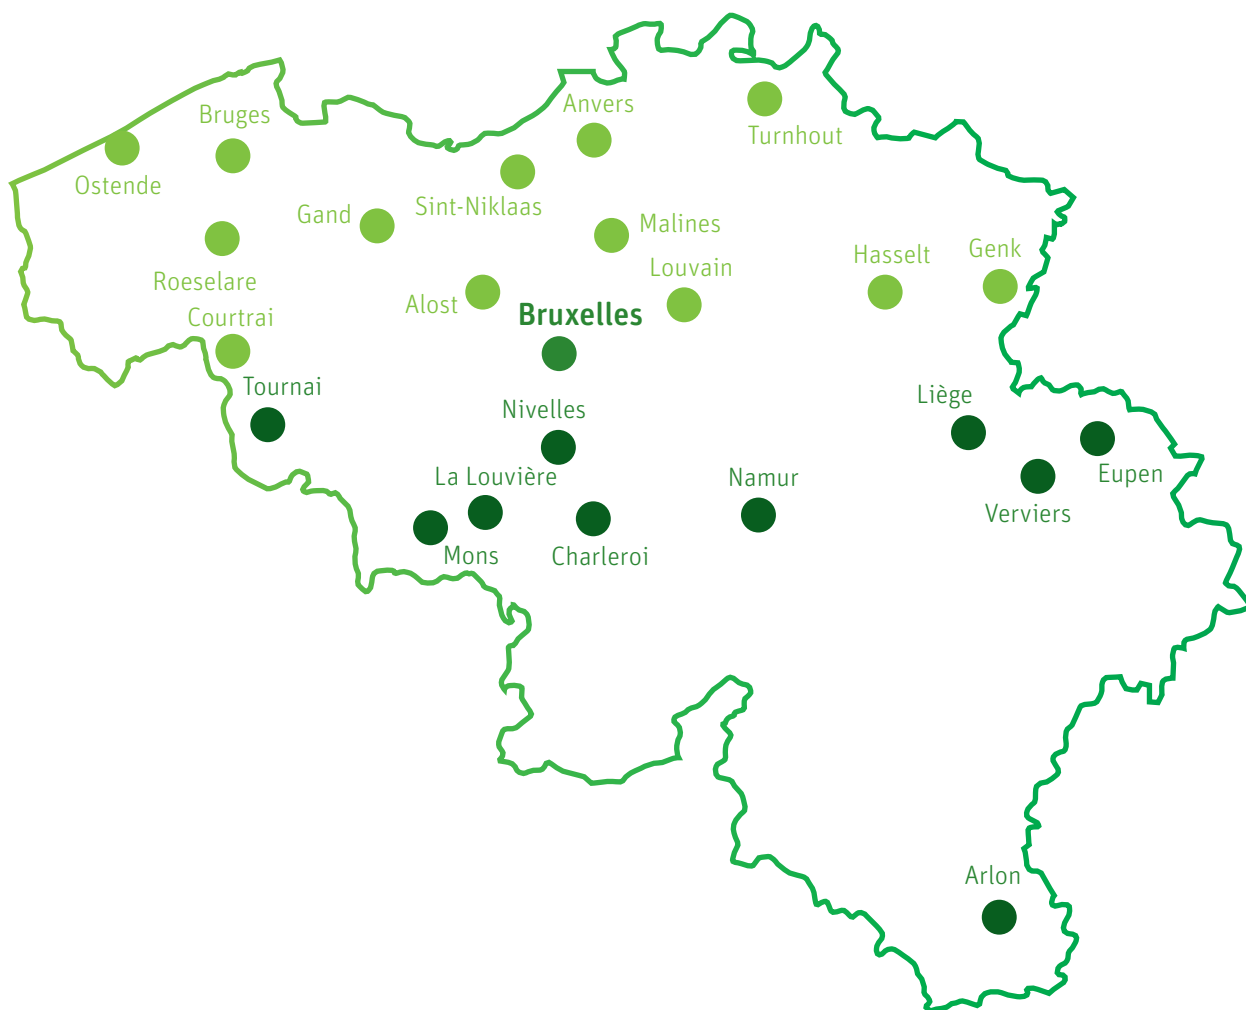 Anvers
Bruges
Turnhout
Ostende
Sint-Niklaas
Gand
Malines
Louvain
Hasselt
Genk
Roeselare
Alost
Courtrai
Bruxelles
Tournai
Liège
Nivelles
La Louvière
Namur
Eupen
Verviers
Mons
Charleroi
Arlon